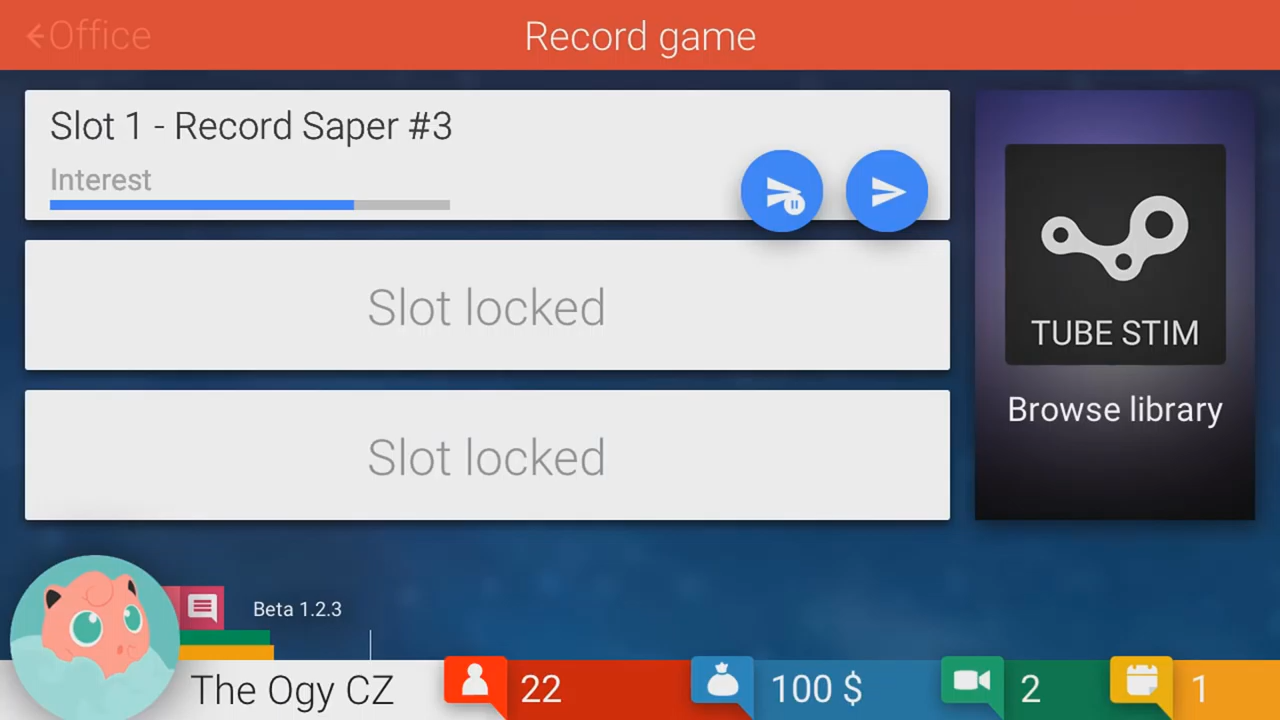 Office
Record game
Slot 1 - Record Saper #3
Interest
Slot locked
Slot locked
TUBE STIM
Browse library
Beta 1.2.3
The Ogy CZ
22
100 $
2
1